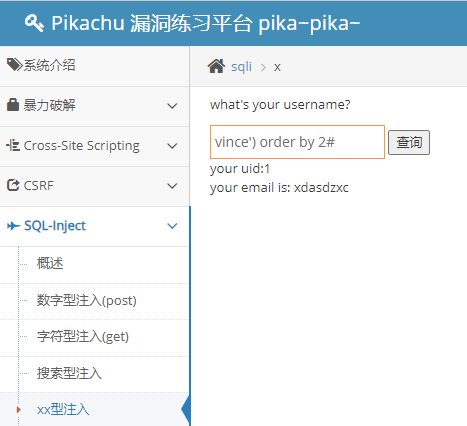 Pikachu 漏洞练习平台 pika~pika~
系统介绍
暴力破解
Cross-Site Scripting
CSRF
SQL-Inject
概述
数字型注入(post)
字符型注入(get)
搜索型注入
xx型注入
sqli > x
what's your username?
vince') order by 2# 查询
your uid:1
your email is: xdasdzxc